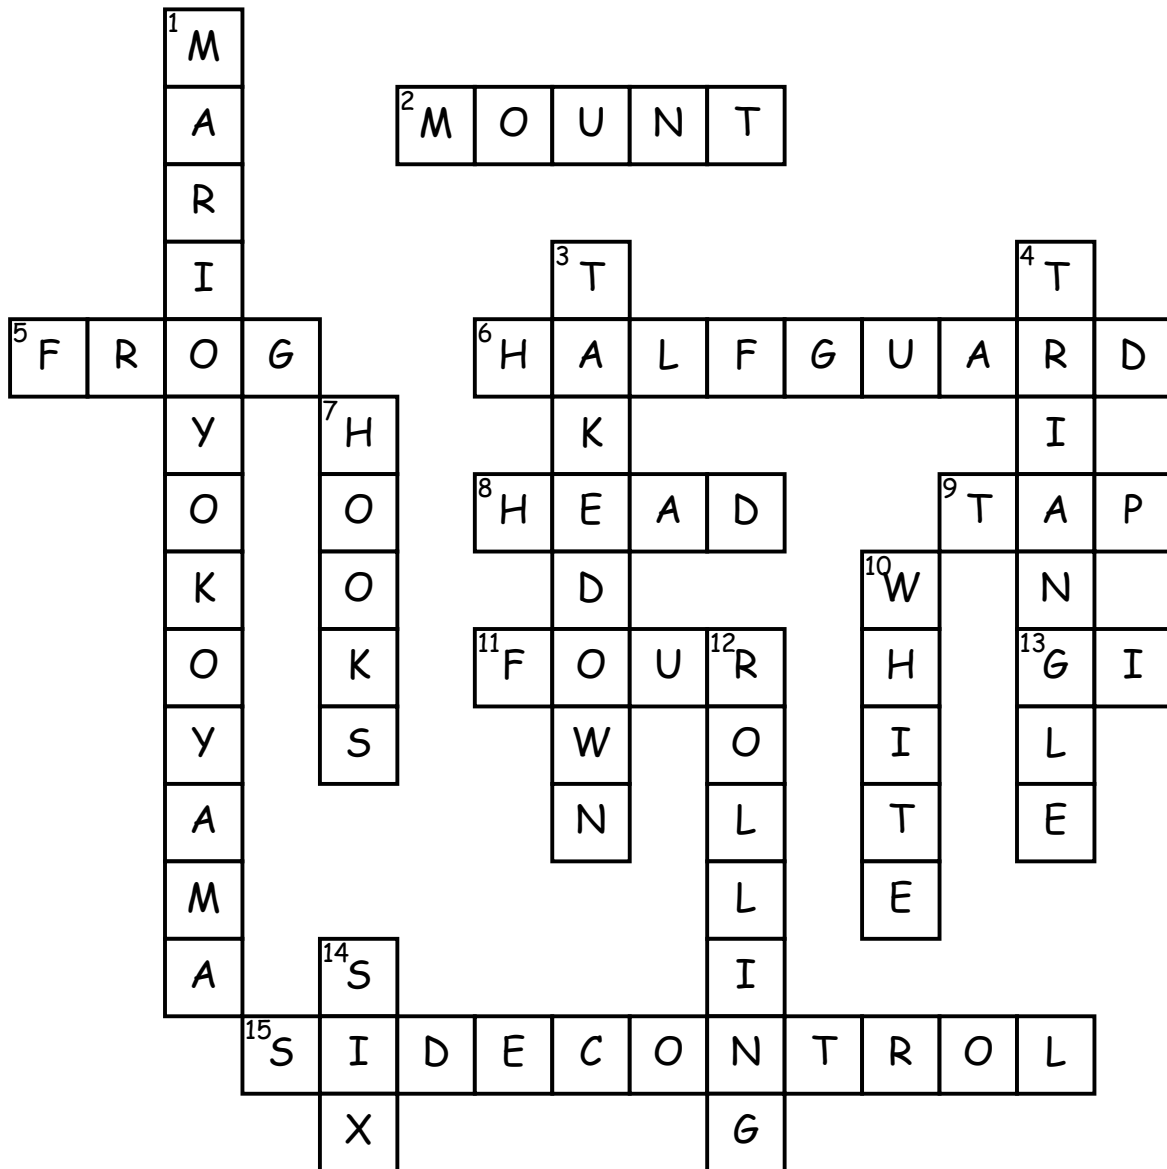 1 M
A 2 M O U N T
R
I 3 T 4 T
5 F R O G 6 H A L F G U A R D
Y 7 H K I
O O 8 H E A D 9 T A P
K O D 10 W N
O K 11 F O U 12 R H 13 G I
Y S W O I L
A N L T E
M L E
A 14 S I
15 S I D E C O N T R O L
X G